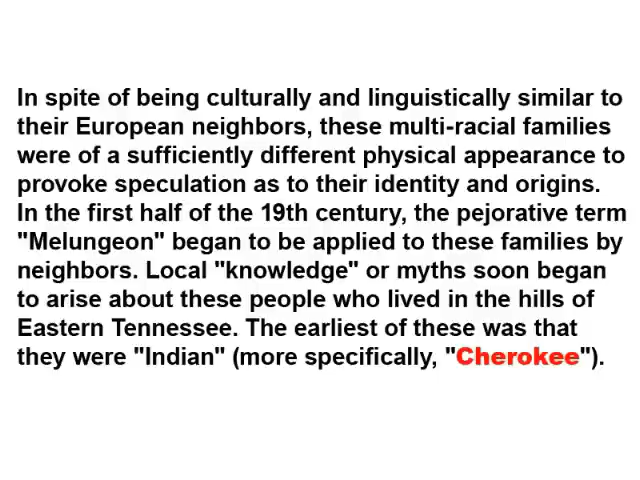 In spite of being culturally and linguistically similar to
their European neighbors, these multi-racial families
were of a sufficiently different physical appearance to
provoke speculation as to their identity and origins.
In the first half of the 19th century, the pejorative term
"Melungeon" began to be applied to these families by
neighbors. Local "knowledge" or myths soon began
to arise about these people who lived in the hills of
Eastern Tennessee. The earliest of these was that
they were "Indian" (more specifically, "Cherokee").